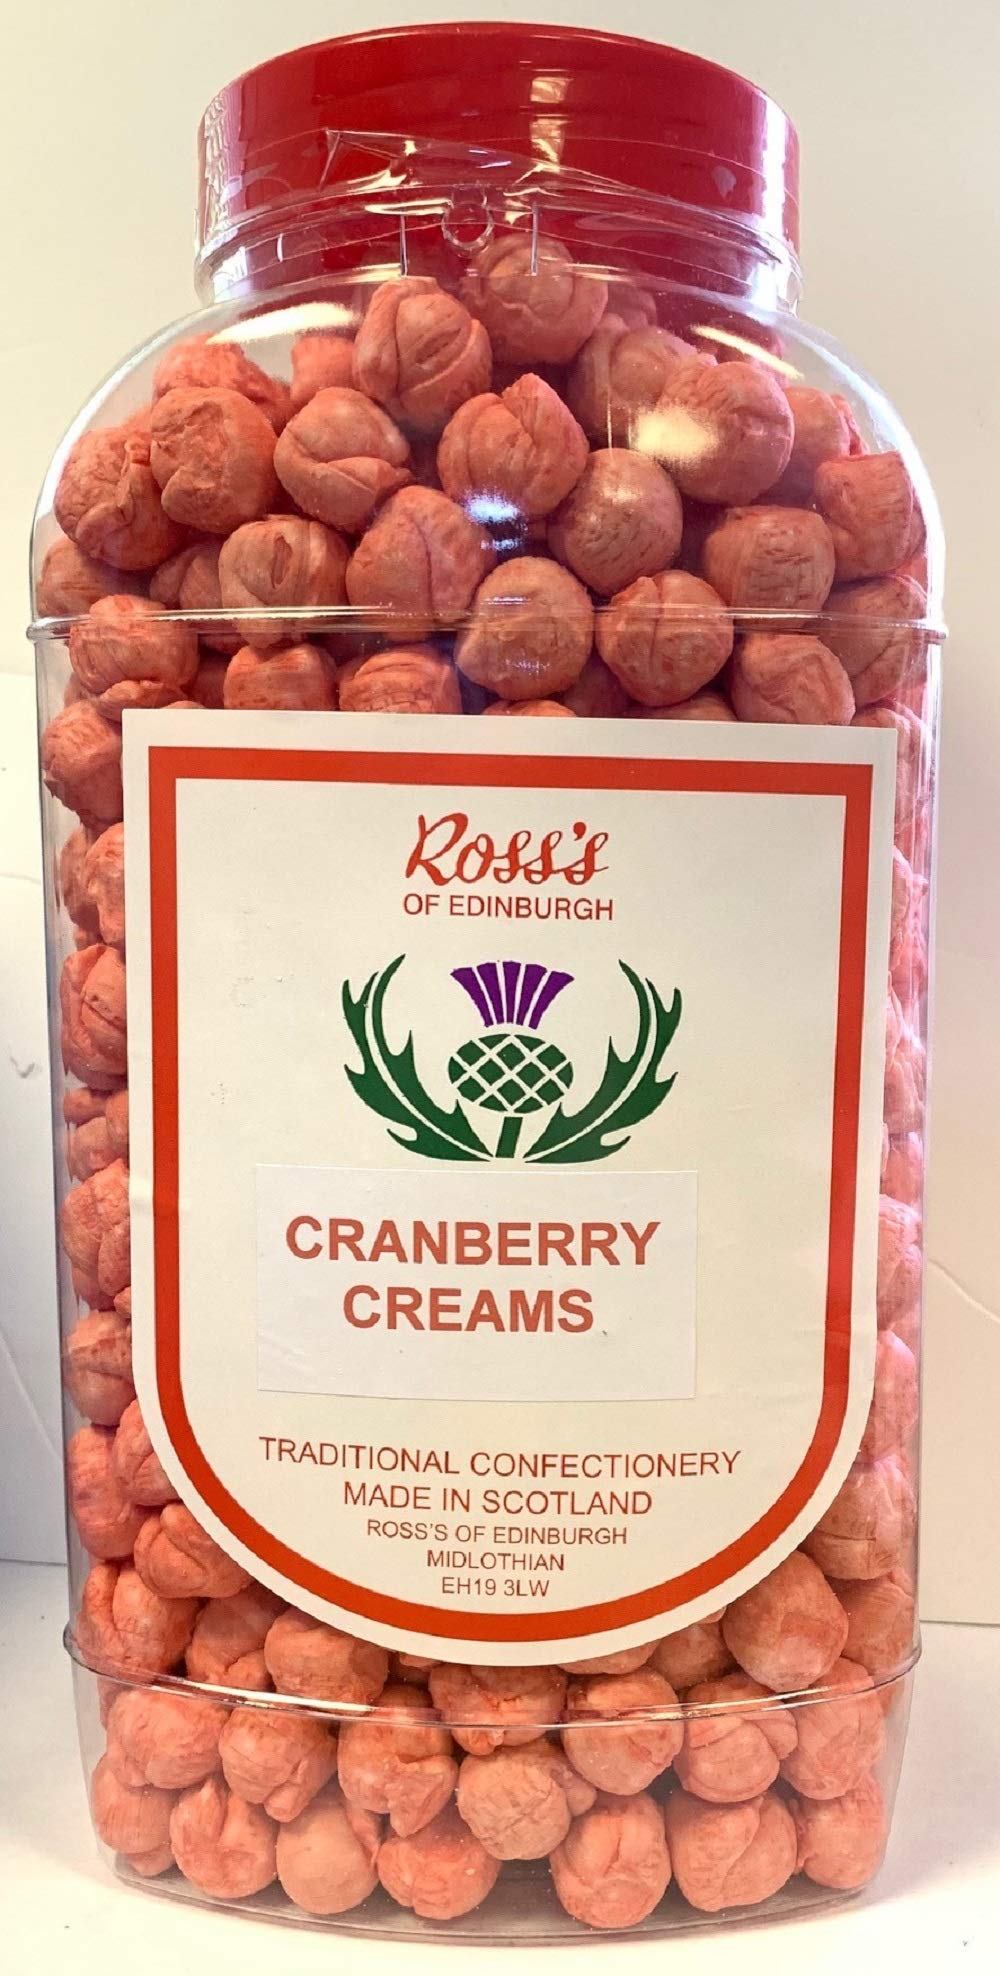 Ross's
OF EDINBURGH
CRANBERRY
CREAMS
TRADITIONAL CONFECTIONERY
MADE IN SCOTLAND
ROSS'S OF EDINBURGH
MIDLOTHIAN
EH19 3LW